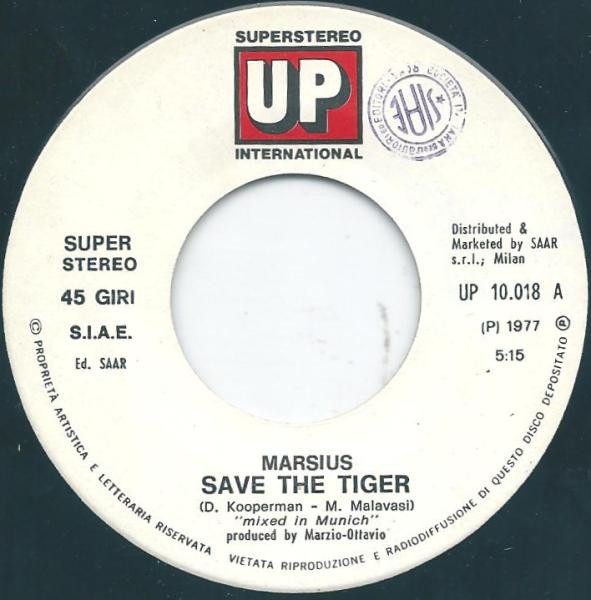 SUPERSTEREO
UP
INTERNATIONAL
SIAE
SUPER
STEREO
45 GIRI
S.I.A.E.
Ed. SAAR
Distributed &
Marketed by SAAR
s.r.l.; Milan
UP 10.018 A
(P) 1977
5:15
MARSIUS
SAVE THE TIGER
(D. Kooperman - M. Malavasi)
"mixed in Munich"
produced by Marzio-Ottavio
© PROPRIETÀ ARTISTICA E LETTERARIA RISERVATA VIETATA RIPRODUZIONE E RADIODIFFUSIONE DI QUESTO DISCO DEPOSITATO ℗